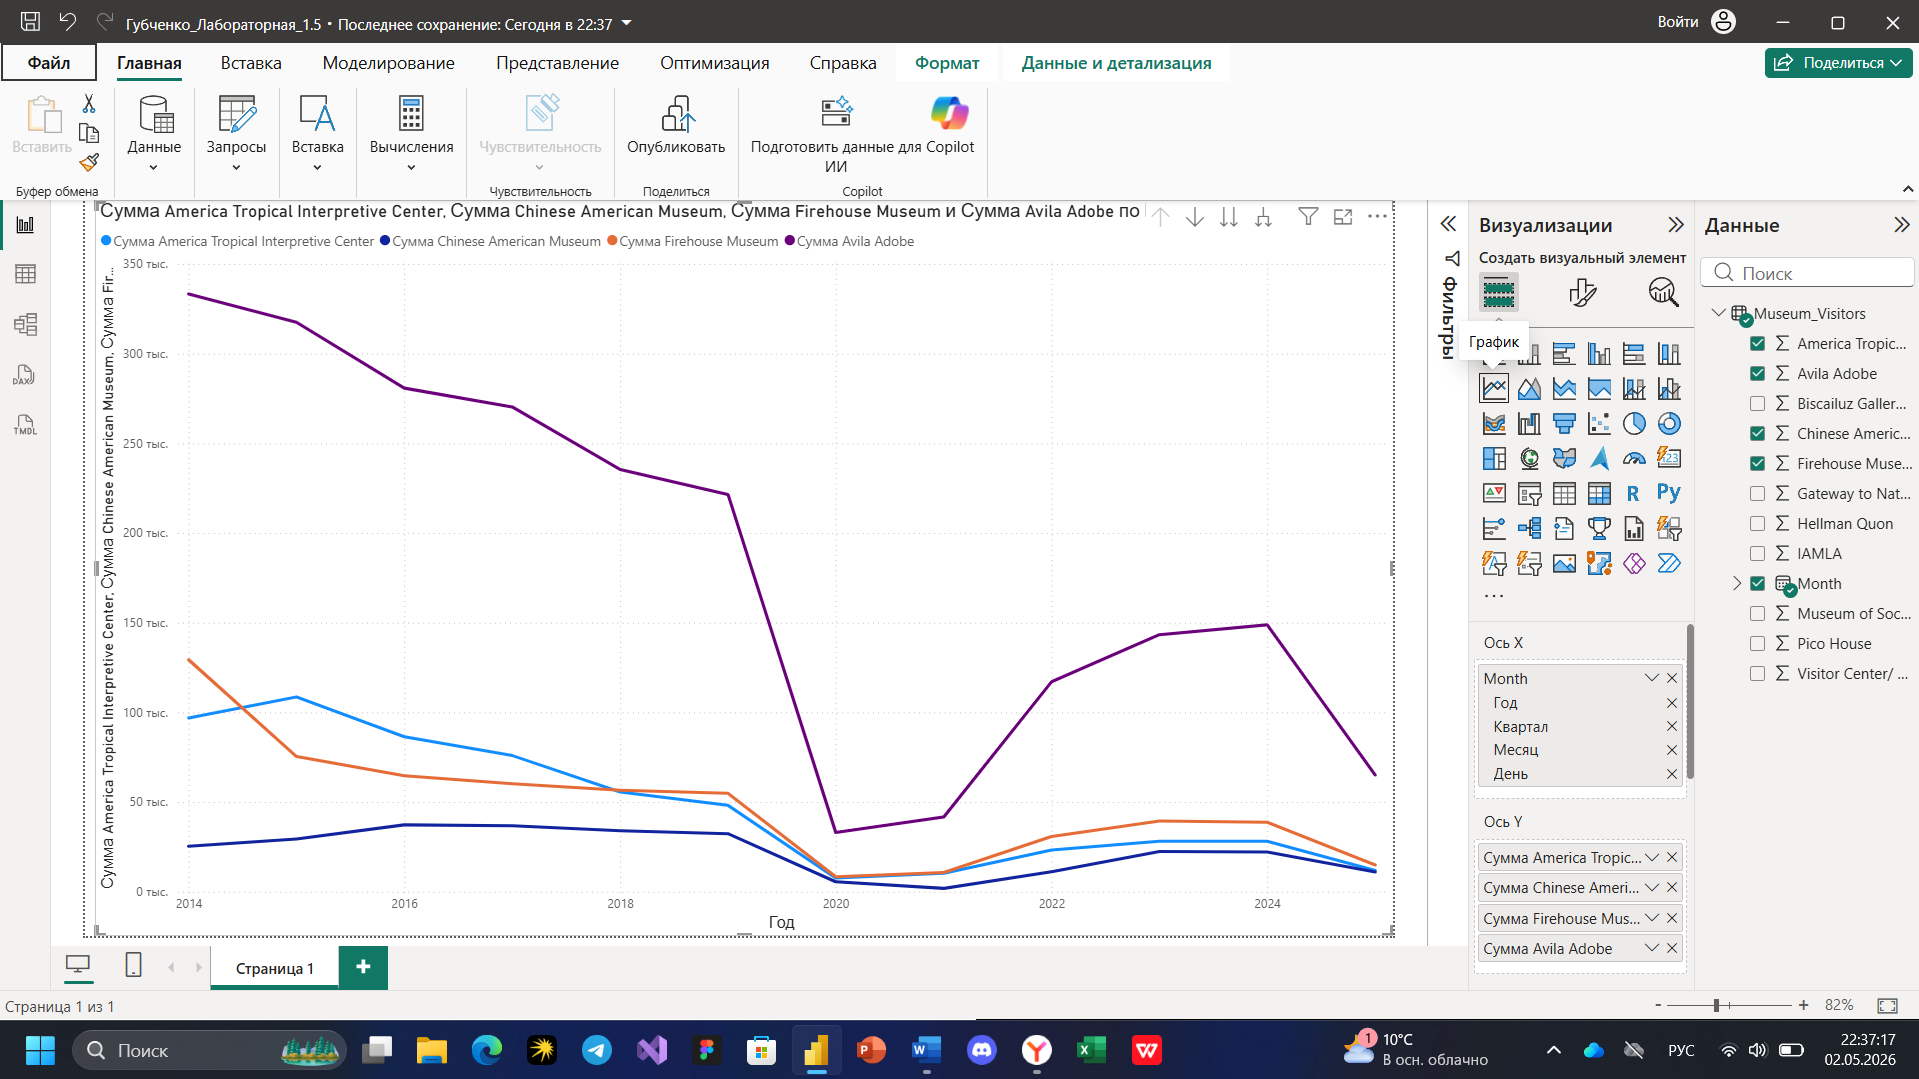 Губченко_Лабораторная_1.5 • Последнее сохранение: Сегодня в 22:37
Войти
Файл
Главная
Вставка
Моделирование
Представление
Оптимизация
Справка
Формат
Данные и детализация
Поделиться
Вставить
Данные
Запросы
Вставка
Вычисления
Чувствительность
Опубликовать
Подготовить данные для ИИ
Copilot
Буфер обмена
Чувствительность
Поделиться
Copilot
Сумма America Tropical Interpretive Center, Сумма Chinese American Museum, Сумма Firehouse Museum и Сумма Avila Adobe по
Сумма America Tropical Interpretive Center
Сумма Chinese American Museum
Сумма Firehouse Museum
Сумма Avila Adobe
Сумма America Tropical Interpretive Center, Сумма Chinese American Museum, Сумма Fir...
350 тыс.
300 тыс.
250 тыс.
200 тыс.
150 тыс.
100 тыс.
50 тыс.
0 тыс.
2014
2016
2018
2020
2022
2024
Год
Фильтры
Визуализации
Создать визуальный элемент
График
123
R
Py
...
Ось X
Month
Год
Квартал
Месяц
День
Ось Y
Сумма America Tropic...
Сумма Chinese Ameri...
Сумма Firehouse Mus...
Сумма Avila Adobe
Данные
Поиск
Museum_Visitors
America Tropic...
Avila Adobe
Biscailuz Galler...
Chinese Americ...
Firehouse Muse...
Gateway to Nat...
Hellman Quon
IAMLA
Month
Museum of Soc...
Pico House
Visitor Center/ ...
DAX
TMDL
Страница 1
+
Страница 1 из 1
- + 82%
Поиск
1
10°C
В осн. облачно
РУС
22:37:17
02.05.2026